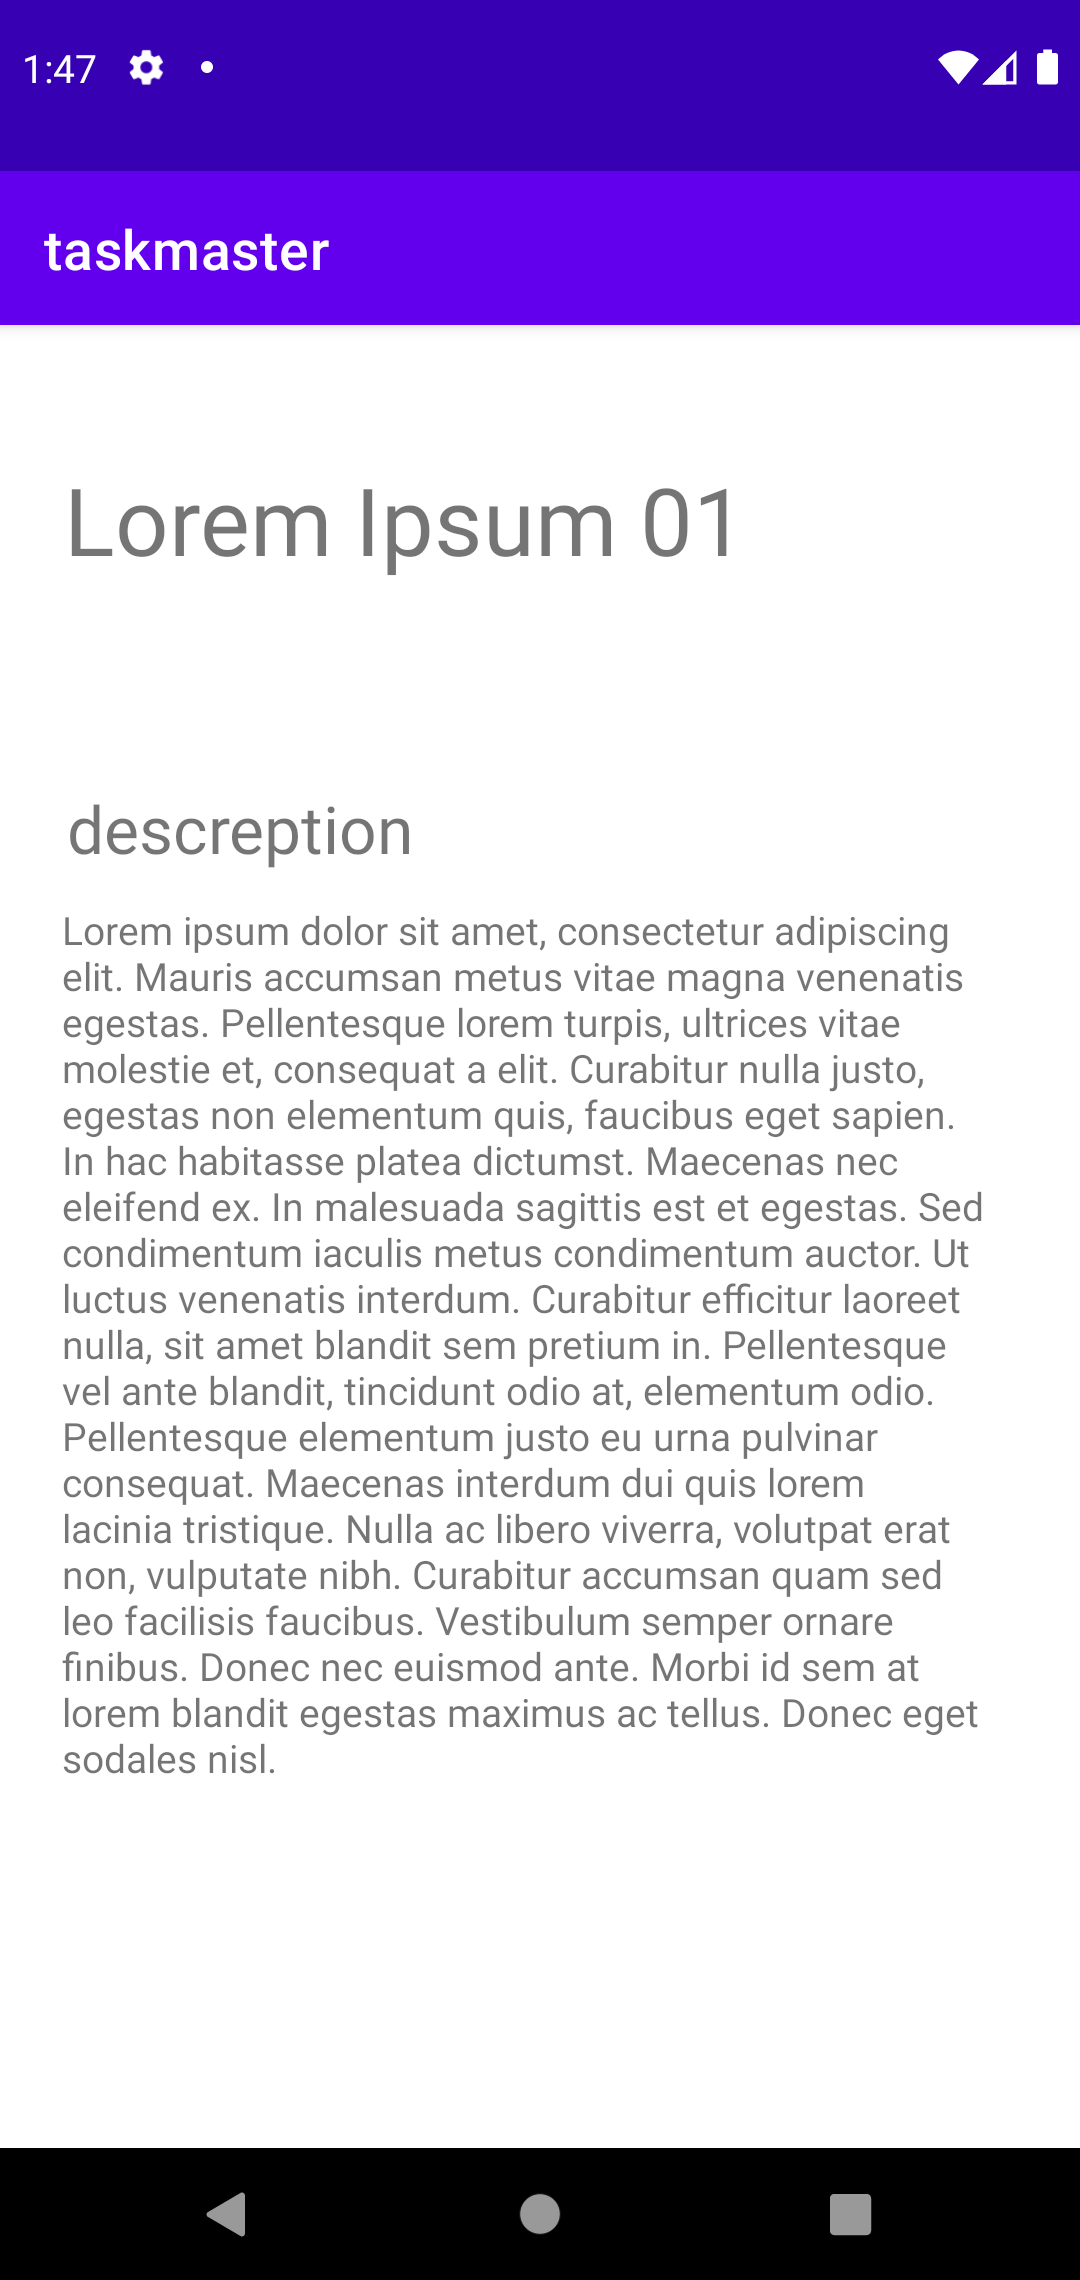 1:47
taskmaster
Lorem Ipsum 01
descreption
Lorem ipsum dolor sit amet, consectetur adipiscing
elit. Mauris accumsan metus vitae magna venenatis
egestas. Pellentesque lorem turpis, ultrices vitae
molestie et, consequat a elit. Curabitur nulla justo,
egestas non elementum quis, faucibus eget sapien.
In hac habitasse platea dictumst. Maecenas nec
eleifend ex. In malesuada sagittis est et egestas. Sed
condimentum iaculis metus condimentum auctor. Ut
luctus venenatis interdum. Curabitur efficitur laoreet
nulla, sit amet blandit sem pretium in. Pellentesque
vel ante blandit, tincidunt odio at, elementum odio.
Pellentesque elementum justo eu urna pulvinar
consequat. Maecenas interdum dui quis lorem
lacinia tristique. Nulla ac libero viverra, volutpat erat
non, vulputate nibh. Curabitur accumsan quam sed
leo facilisis faucibus. Vestibulum semper ornare
finibus. Donec nec euismod ante. Morbi id sem at
lorem blandit egestas maximus ac tellus. Donec eget
sodales nisl.